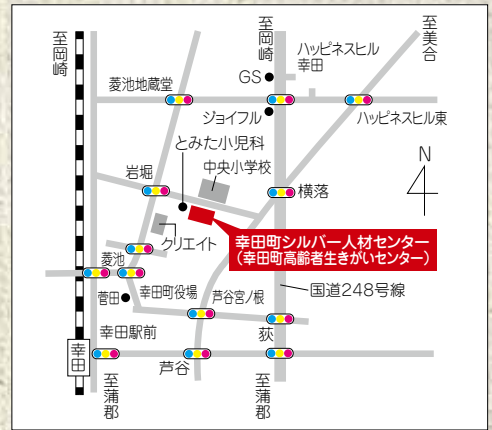 至岡崎
至岡崎
至美合
ハッピネスヒル
幸田
GS
菱池地蔵堂
ジョイフル
ハッピネスヒル東
とみた小児科
中央小学校
岩堀
横落
N
クリエイト
幸田町シルバー人材センター
(幸田町高齢者生きがいセンター)
菱池
菅田
幸田町役場
芦谷宮ノ根
国道248号線
幸田駅前
荻
幸田
芦谷
至蒲郡
至蒲郡